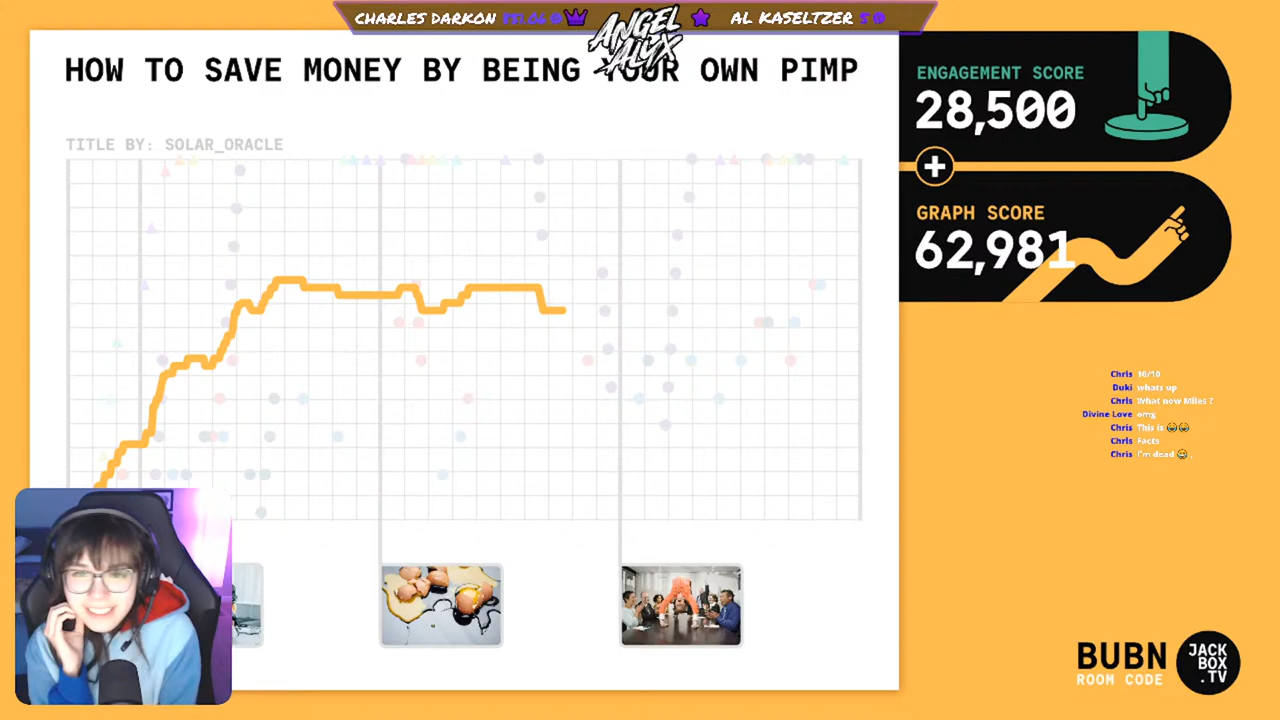 CHARLES DARKON
AL KASELTZER 5
ANGEL
ALYX
HOW TO SAVE MONEY BY BEING YOUR OWN PIMP
TITLE BY: SOLAR_ORACLE
ENGAGEMENT SCORE
28,500
+
GRAPH SCORE
62,981
Chris 10/10
Duki whats up
Chris What now Miles ?
Divine Love omg
Chris This is 😂😂
Chris Facts
Chris I'm dead 😂 .
BUBN
ROOM CODE
JACK
BOX
.TV